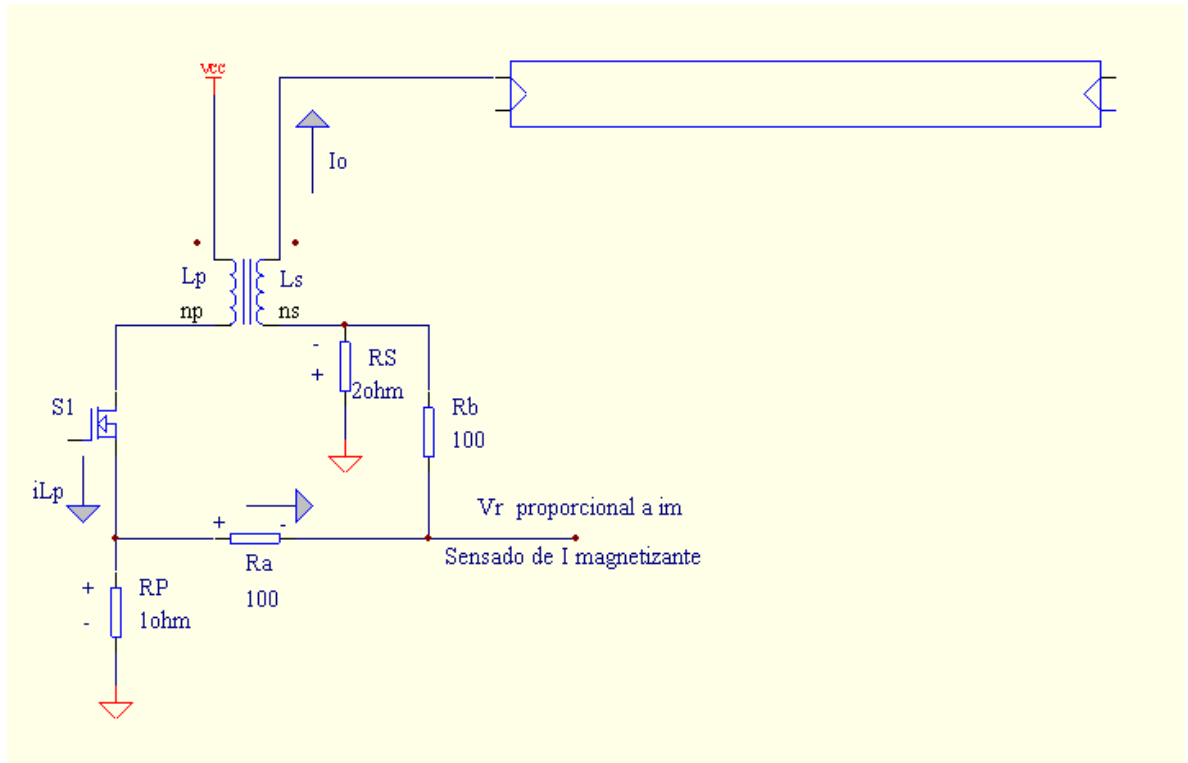 vcc
Io
Lp
Ls
np
ns
-
+
RS
2ohm
S1
Rb
100
iLp
Vr proporcional a im
+
-
Sensado de I magnetizante
Ra
100
+
-
RP
1ohm